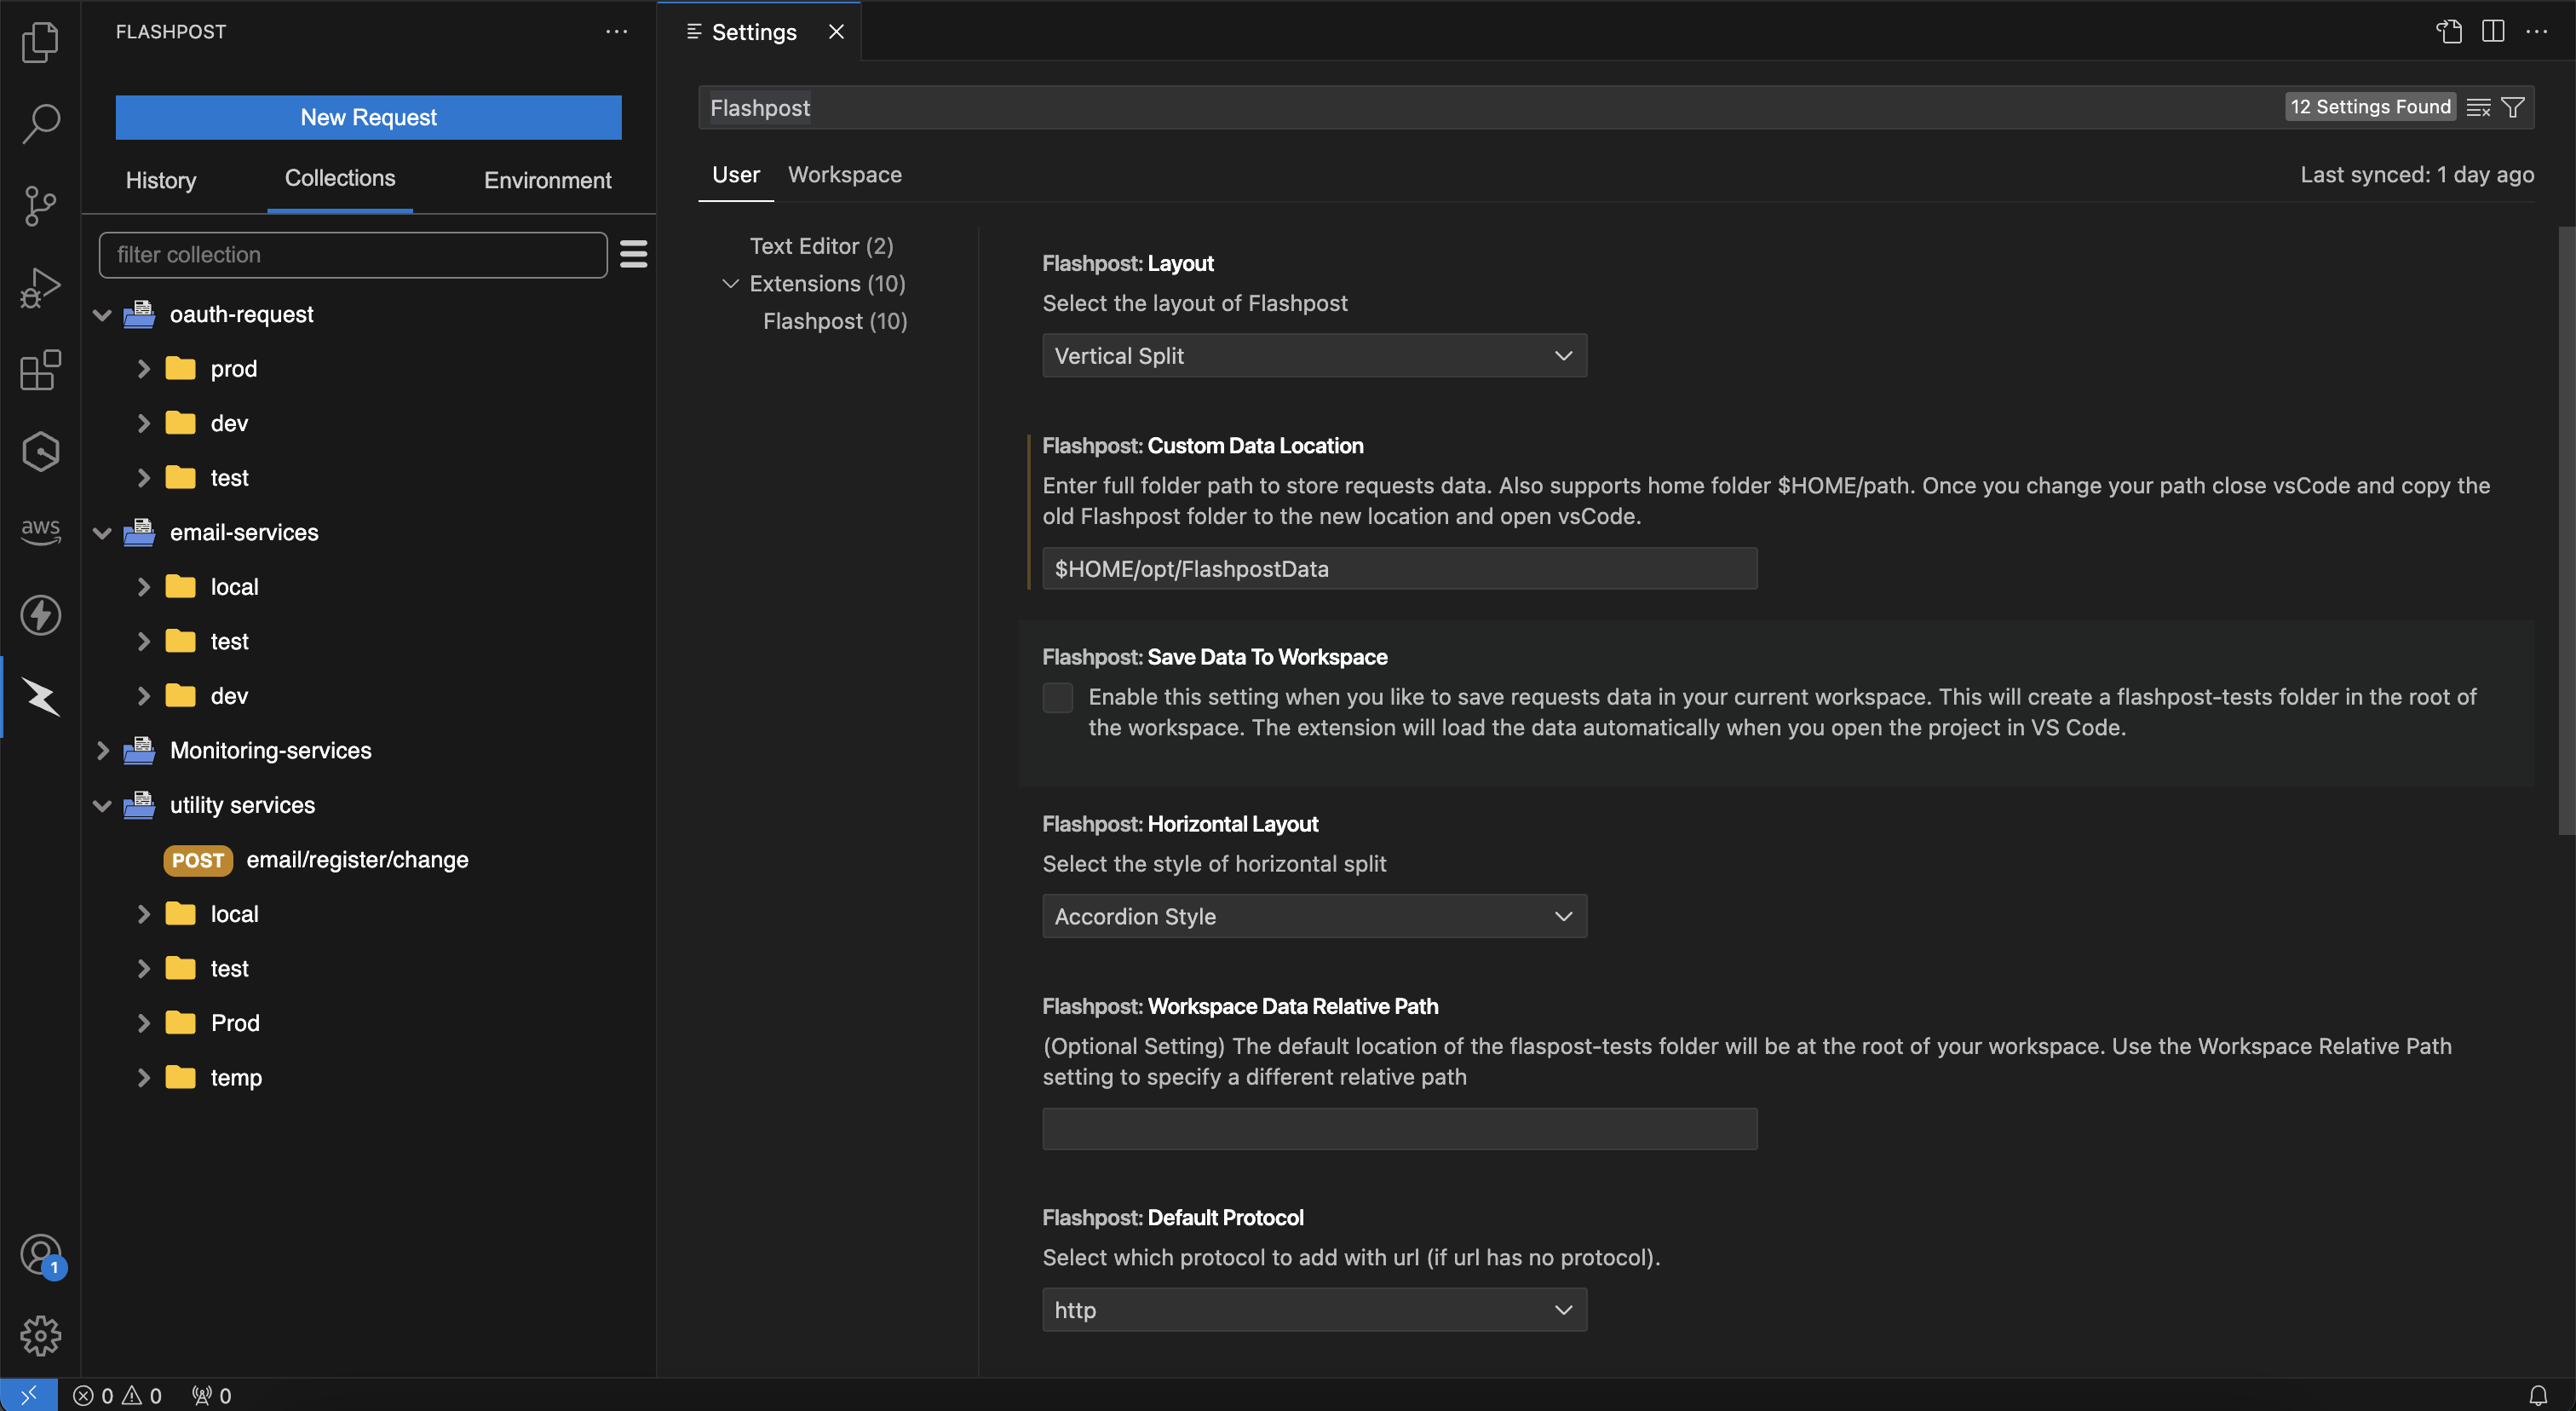 FLASHPOST
New Request
History
Collections
Environment
filter collection
oauth-request
prod
dev
test
email-services
local
test
dev
Monitoring-services
utility services
POST email/register/change
local
test
Prod
temp
aws
1
0 0 0
Settings
Flashpost
12 Settings Found
User
Workspace
Last synced: 1 day ago
Text Editor (2)
Extensions (10)
Flashpost (10)
Flashpost: Layout
Select the layout of Flashpost
Vertical Split
Flashpost: Custom Data Location
Enter full folder path to store requests data. Also supports home folder $HOME/path. Once you change your path close vsCode and copy the
old Flashpost folder to the new location and open vsCode.
$HOME/opt/FlashpostData
Flashpost: Save Data To Workspace
Enable this setting when you like to save requests data in your current workspace. This will create a flashpost-tests folder in the root of
the workspace. The extension will load the data automatically when you open the project in VS Code.
Flashpost: Horizontal Layout
Select the style of horizontal split
Accordion Style
Flashpost: Workspace Data Relative Path
(Optional Setting) The default location of the flaspost-tests folder will be at the root of your workspace. Use the Workspace Relative Path
setting to specify a different relative path
Flashpost: Default Protocol
Select which protocol to add with url (if url has no protocol).
http